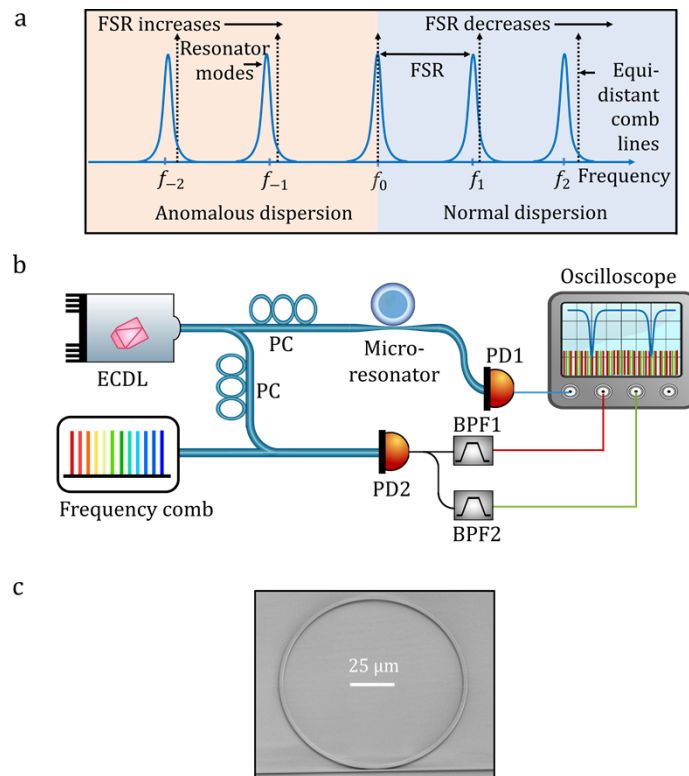 a
FSR increases
FSR decreases
Resonator
modes
FSR
Equi-
distant
comb
lines
f₋₂
f₋₁
f₀
f₁
f₂
Frequency
Anomalous dispersion
Normal dispersion
b
Oscilloscope
ECDL
PC
PC
Micro-
resonator
PD1
BPF1
Frequency comb
PD2
BPF2
c
25 µm